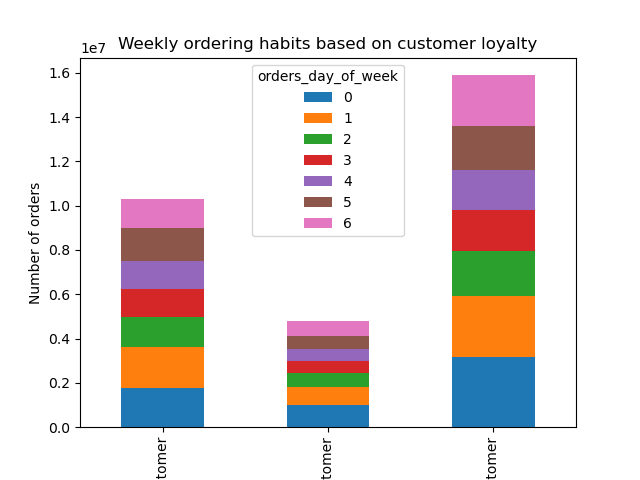 Weekly ordering habits based on customer loyalty
1e7
1.6
1.4
1.2
1.0
0.8
0.6
0.4
0.2
0.0
Number of orders
orders_day_of_week
0
1
2
3
4
5
6
tomer
tomer
tomer